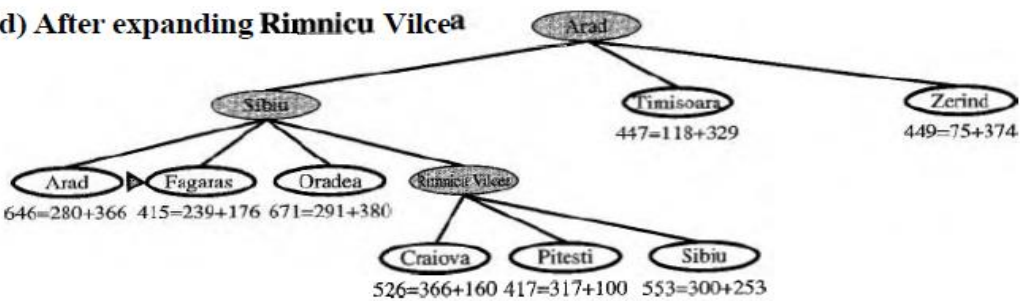 d) After expanding Rimnicu Vilcea
Arad
Sibiu
Timisoara
Zerind
447=118+329
449=75+374
Arad
Fagaras
Oradea
Rimnicu Vilcea
646=280+366 415=239+176 671=291+380
Craiova
Pitesti
Sibiu
526=366+160 417=317+100 553=300+253